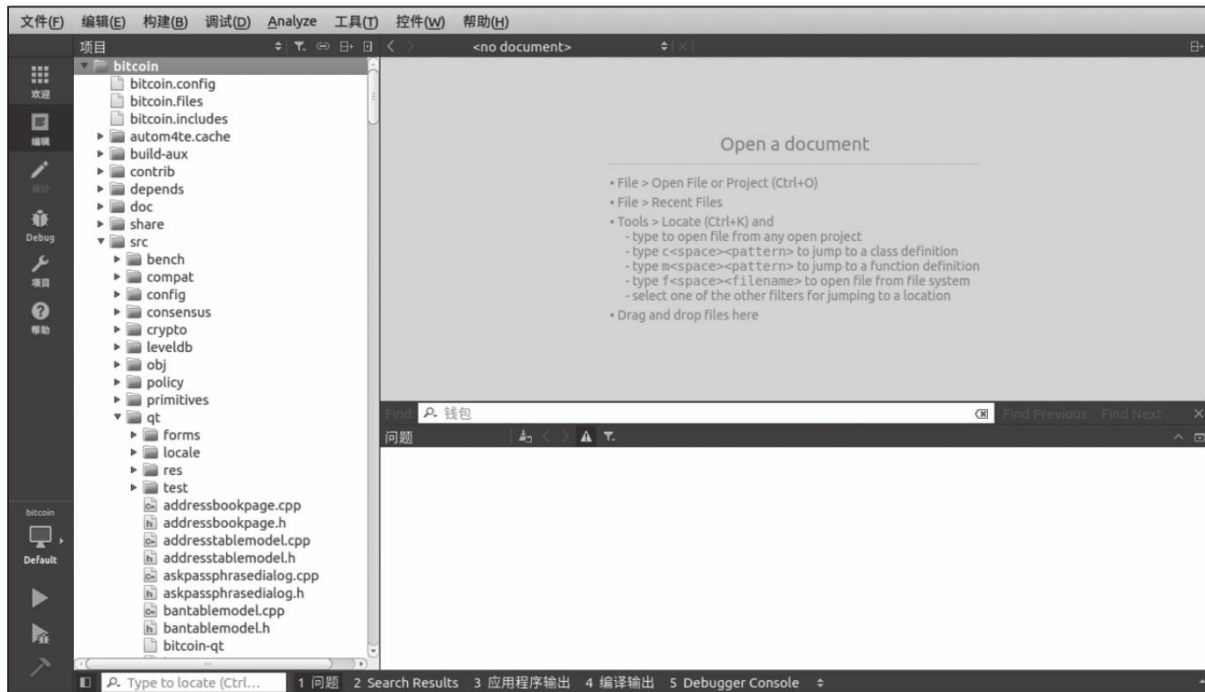 文件(F) 编辑(E) 构建(B) 调试(D) Analyze 工具(T) 控件(W) 帮助(H)
项目
<no document>
欢迎
编辑
设计
Debug
项目
帮助
bitcoin
bitcoin.config
bitcoin.files
bitcoin.includes
autom4te.cache
build-aux
contrib
depends
doc
share
src
bench
compat
config
consensus
crypto
leveldb
obj
policy
primitives
qt
forms
locale
res
test
addressbookpage.cpp
addressbookpage.h
addresstablemodel.cpp
addresstablemodel.h
askpassphrasedialog.cpp
askpassphrasedialog.h
bantablemodel.cpp
bantablemodel.h
bitcoin-qt
Open a document
• File > Open File or Project (Ctrl+O)
• File > Recent Files
• Tools > Locate (Ctrl+K) and
- type to open file from any open project
- type c<space><pattern> to jump to a class definition
- type m<space><pattern> to jump to a function definition
- type f<space><filename> to open file from file system
- select one of the other filters for jumping to a location
• Drag and drop files here
Find: 钱包 Find Previous Find Next
问题
bitcoin
Default
Type to locate (Ctrl... 1 问题 2 Search Results 3 应用程序输出 4 编译输出 5 Debugger Console